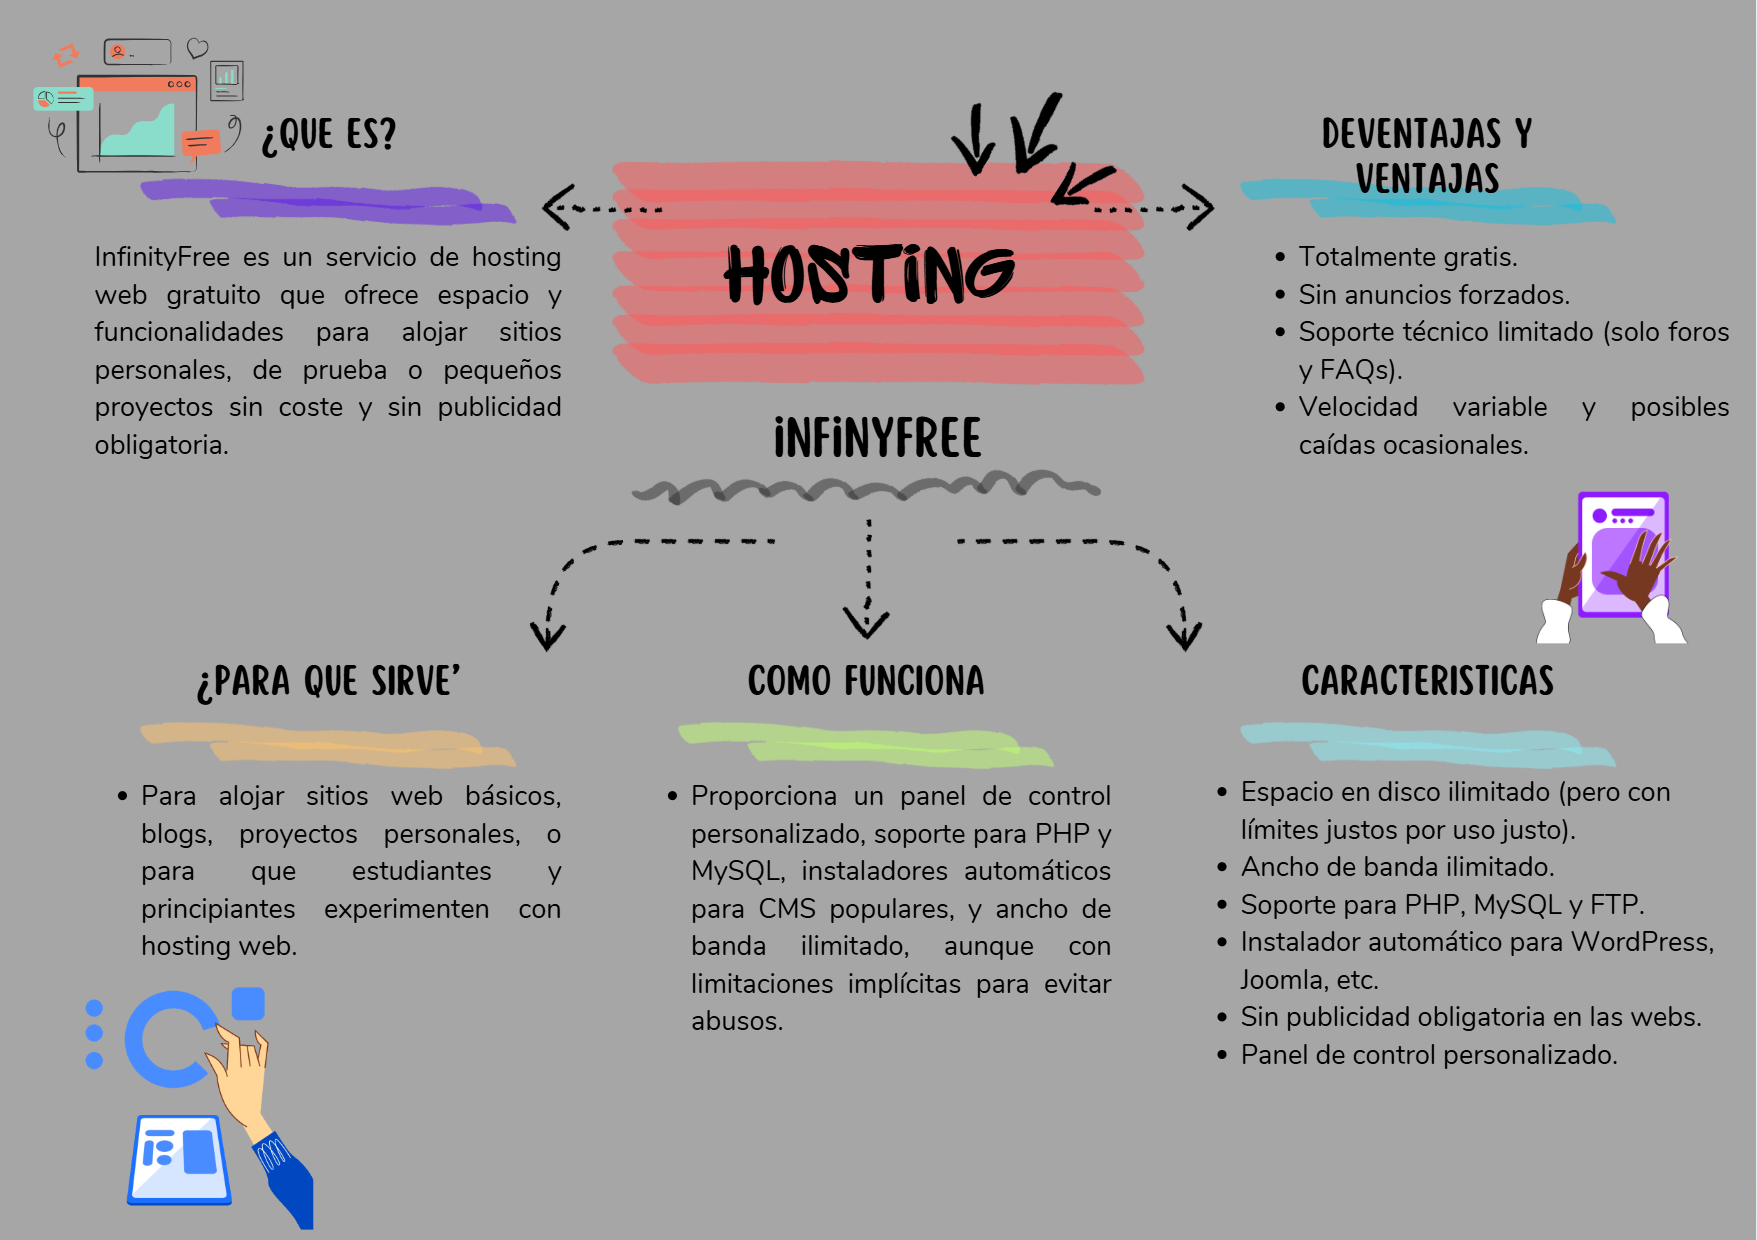 ¿QUE ES?
InfinityFree es un servicio de hosting
web gratuito que ofrece espacio y
funcionalidades para alojar sitios
personales, de prueba o pequeños
proyectos sin coste y sin publicidad
obligatoria.
HOSTiNG
iNFiNYFREE
DEVENTAJAS Y
VENTAJAS
• Totalmente gratis.
• Sin anuncios forzados.
• Soporte técnico limitado (solo foros
y FAQs).
• Velocidad variable y posibles
caídas ocasionales.
¿PARA QUE SIRVE’
• Para alojar sitios web básicos,
blogs, proyectos personales, o
para que estudiantes y
principiantes experimenten con
hosting web.
COMO FUNCIONA
• Proporciona un panel de control
personalizado, soporte para PHP y
MySQL, instaladores automáticos
para CMS populares, y ancho de
banda ilimitado, aunque con
limitaciones implícitas para evitar
abusos.
CARACTERISTICAS
• Espacio en disco ilimitado (pero con
límites justos por uso justo).
• Ancho de banda ilimitado.
• Soporte para PHP, MySQL y FTP.
• Instalador automático para WordPress,
Joomla, etc.
• Sin publicidad obligatoria en las webs.
• Panel de control personalizado.